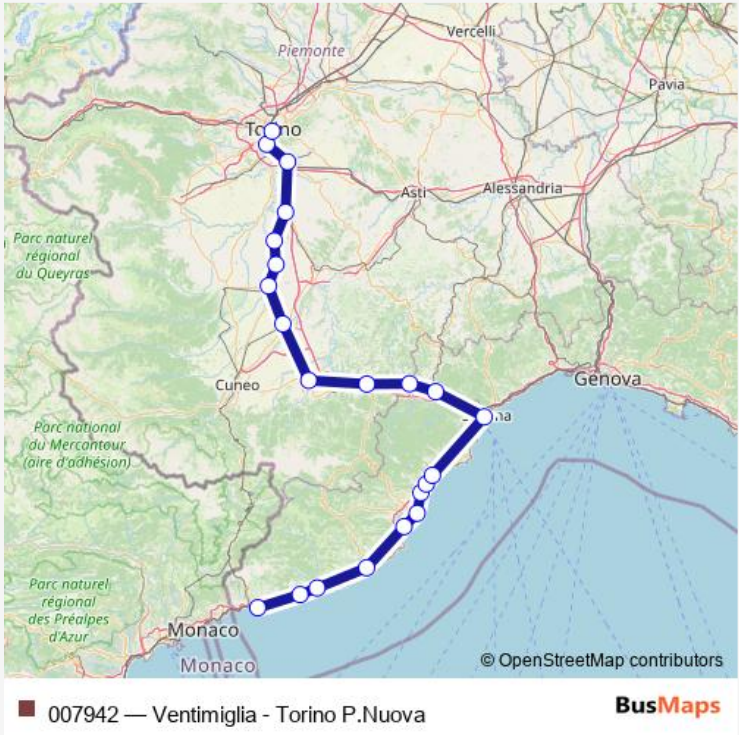 Vercelli
Piemonte
Pavia
Asti
Alessandria
Parc naturel
régional
du Queyras
Cuneo
Genova
Parc national
du Mercantour
(aire d'adhésion)
Parc naturel
régional
des Préalpes
d'Azur
Monaco
Monaco
© OpenStreetMap contributors
007942 — Ventimiglia - Torino P.Nuova
BusMaps